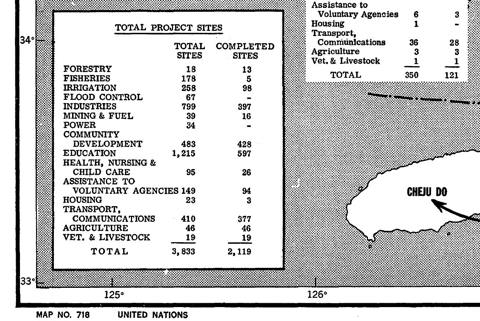 34°
TOTAL PROJECT SITES
TOTAL COMPLETED
SITES SITES
FORESTRY 18 13
FISHERIES 178 5
IRRIGATION 258 98
FLOOD CONTROL 67 -
INDUSTRIES 799 397
MINING & FUEL 39 16
POWER 34 -
COMMUNITY
DEVELOPMENT 483 428
EDUCATION 1,215 597
HEALTH, NURSING &
CHILD CARE 95 26
ASSISTANCE TO
VOLUNTARY AGENCIES 149 94
HOUSING 23 3
TRANSPORT,
COMMUNICATIONS 410 377
AGRICULTURE 46 46
VET. & LIVESTOCK 19 19
TOTAL 3,833 2,119
Assistance to
Voluntary Agencies 6 3
Housing 1 -
Transport,
Communications 36 28
Agriculture 3 3
Vet. & Livestock 1 1
TOTAL 350 121
CHEJU DO
33°
125° 126°
MAP NO. 718 UNITED NATIONS